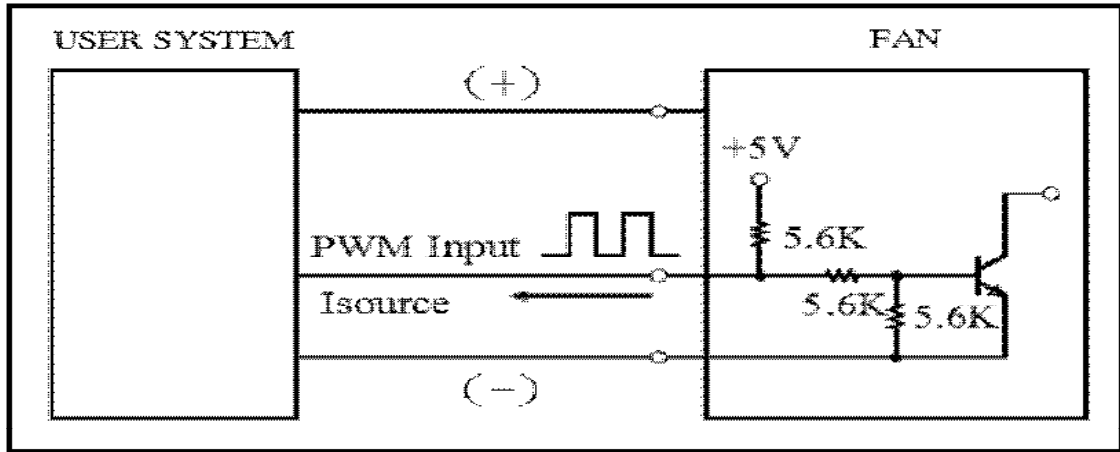 USER SYSTEM
FAN
(+)
+5V
5.6K
PWM Input
Isource
5.6K
5.6K
(-)